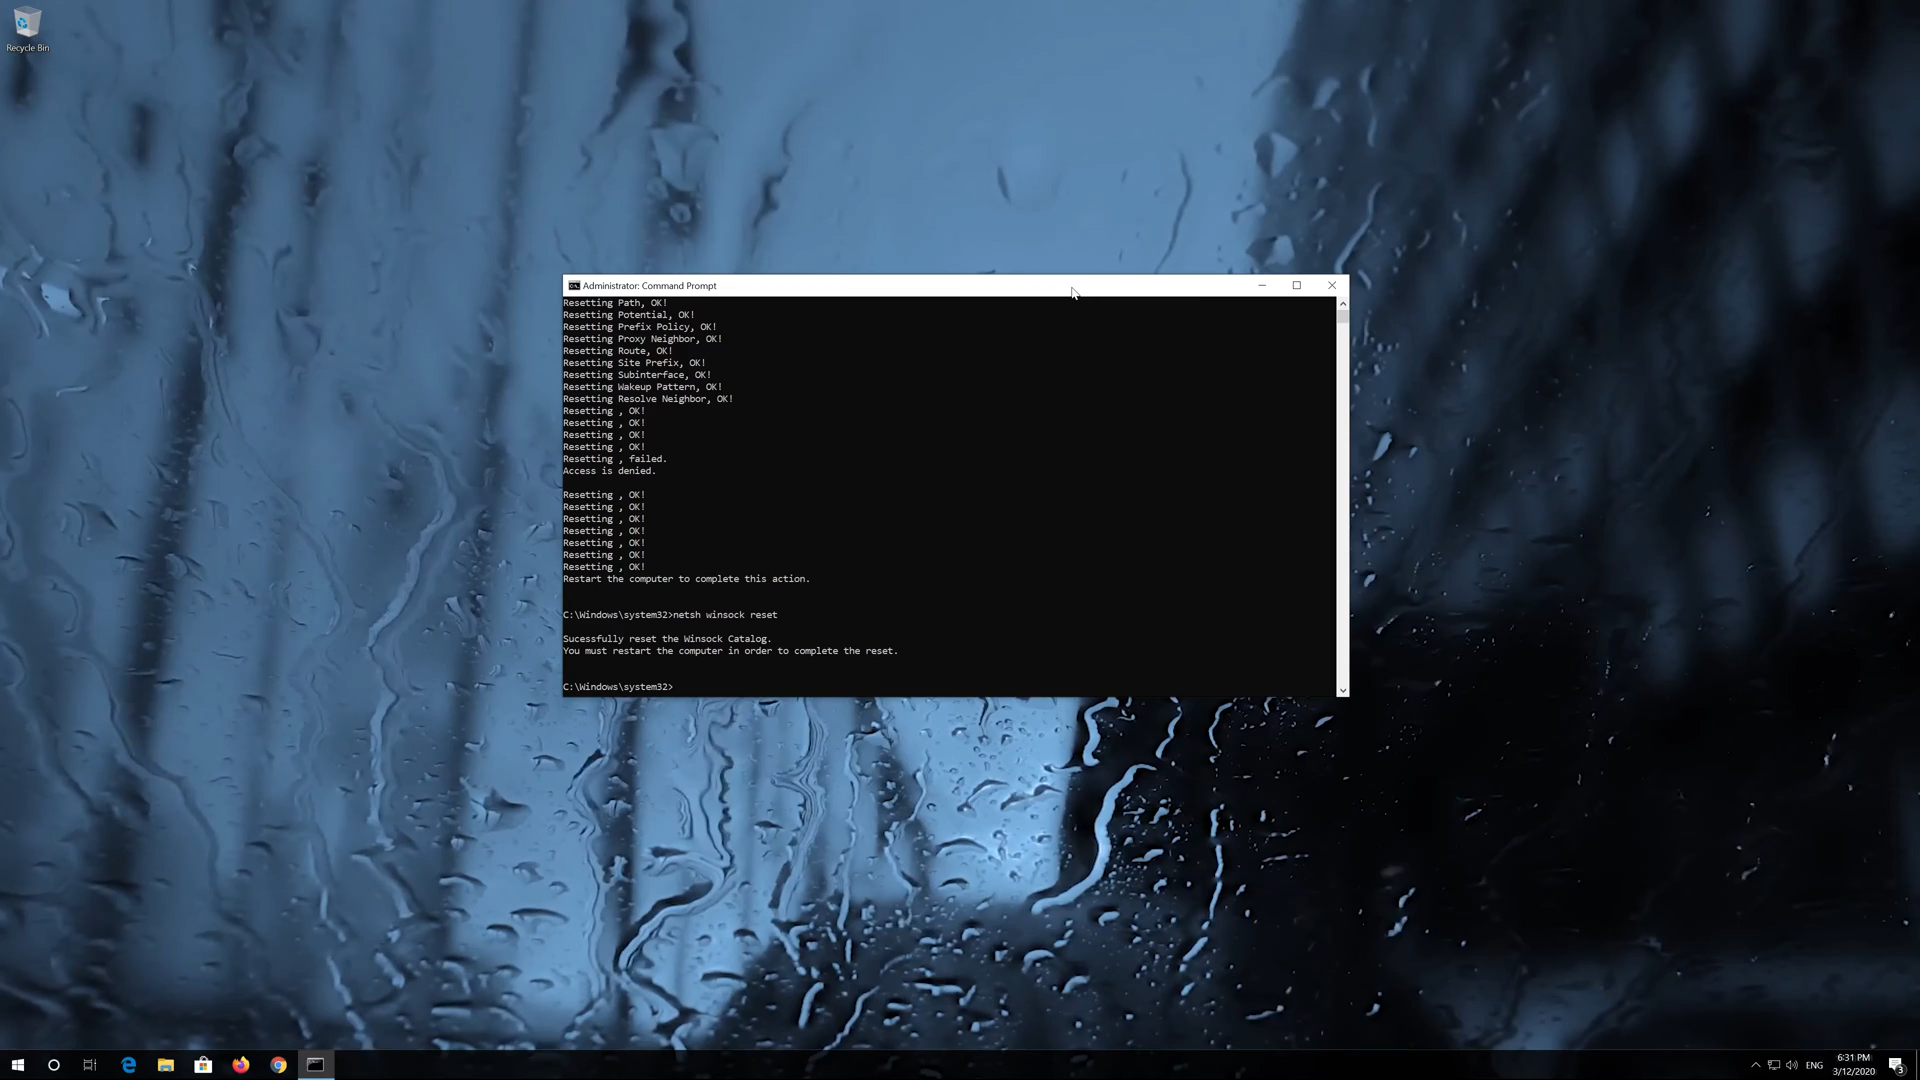 Recycle Bin
Administrator: Command Prompt
Resetting Path, OK!
Resetting Potential, OK!
Resetting Prefix Policy, OK!
Resetting Proxy Neighbor, OK!
Resetting Route, OK!
Resetting Site Prefix, OK!
Resetting Subinterface, OK!
Resetting Wakeup Pattern, OK!
Resetting Resolve Neighbor, OK!
Resetting , OK!
Resetting , OK!
Resetting , OK!
Resetting , OK!
Resetting , failed.
Access is denied.
Resetting , OK!
Resetting , OK!
Resetting , OK!
Resetting , OK!
Resetting , OK!
Resetting , OK!
Resetting , OK!
Restart the computer to complete this action.
C:\Windows\system32>netsh winsock reset
Sucessfully reset the Winsock Catalog.
You must restart the computer in order to complete the reset.
C:\Windows\system32>
ENG
6:31 PM
3/12/2020
3